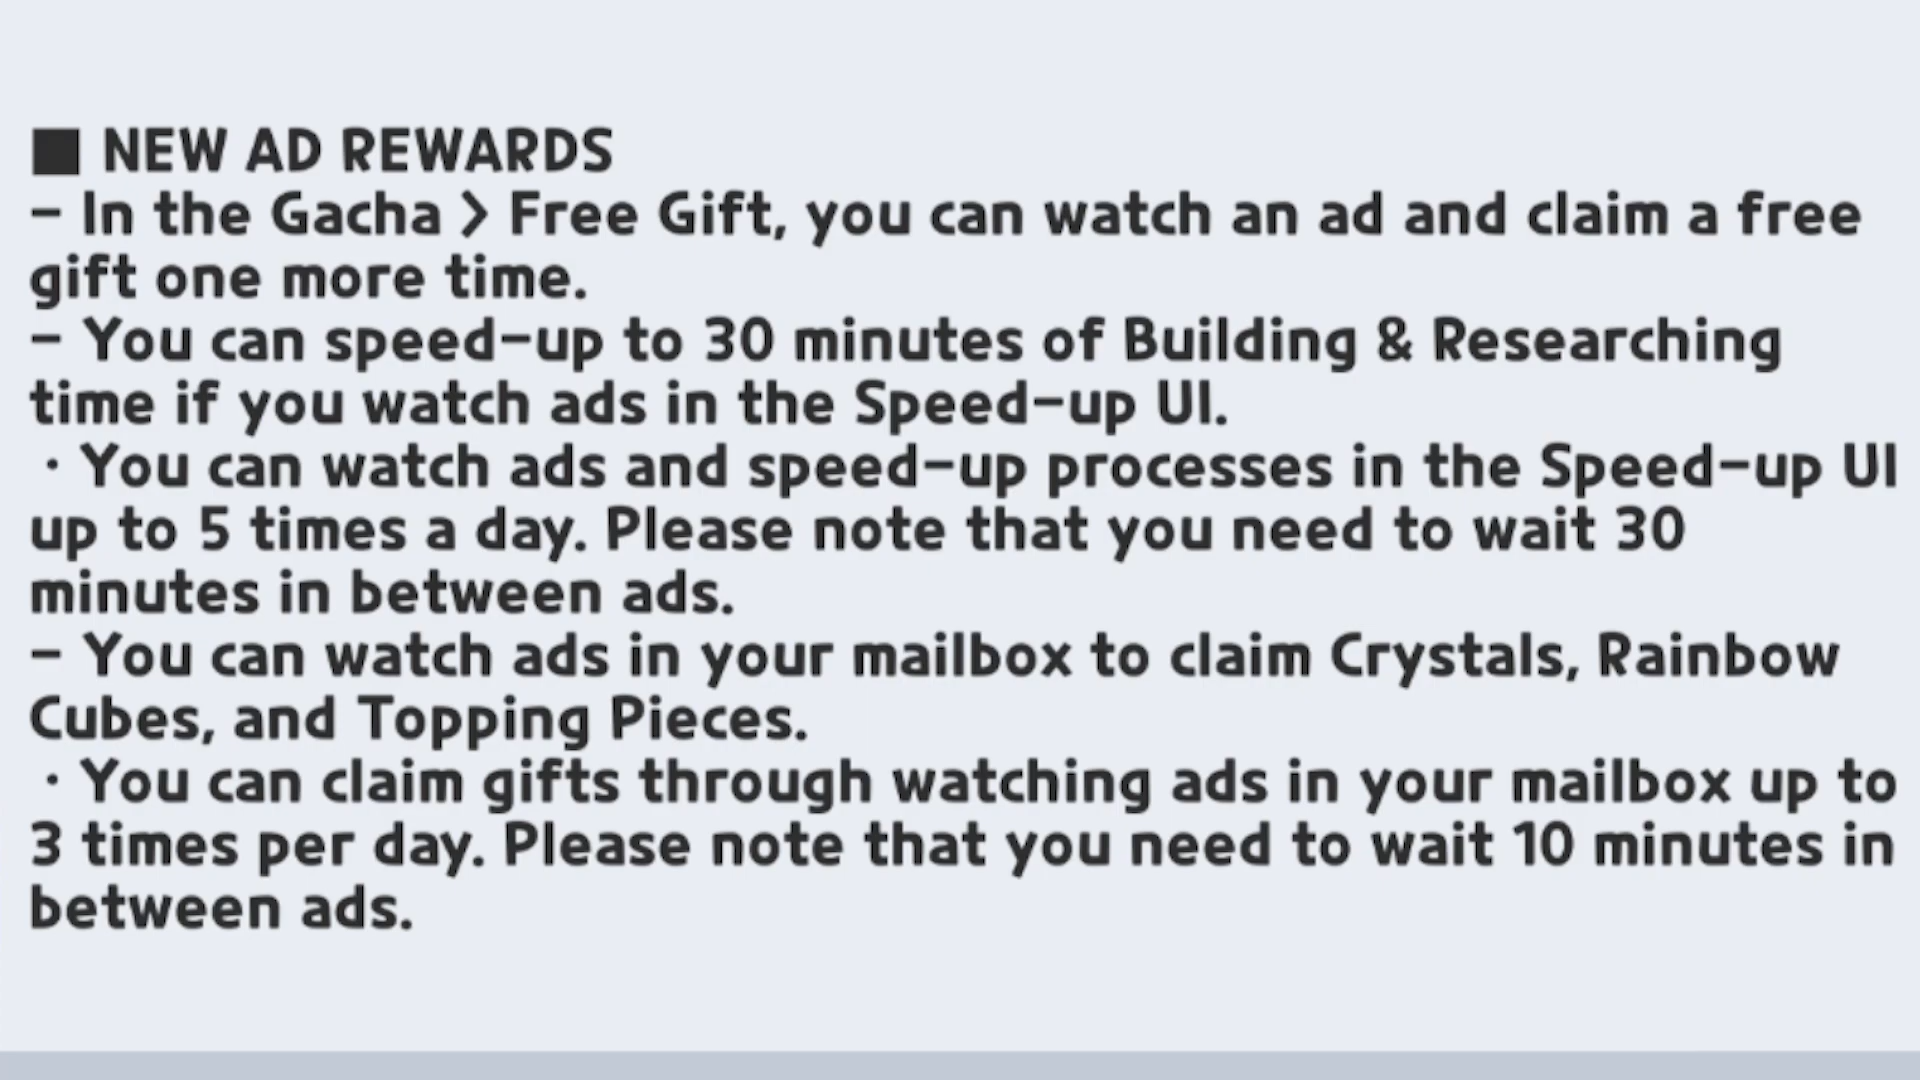 ■ NEW AD REWARDS
- In the Gacha > Free Gift, you can watch an ad and claim a free
gift one more time.
- You can speed-up to 30 minutes of Building & Researching
time if you watch ads in the Speed-up UI.
· You can watch ads and speed-up processes in the Speed-up UI
up to 5 times a day. Please note that you need to wait 30
minutes in between ads.
- You can watch ads in your mailbox to claim Crystals, Rainbow
Cubes, and Topping Pieces.
· You can claim gifts through watching ads in your mailbox up to
3 times per day. Please note that you need to wait 10 minutes in
between ads.